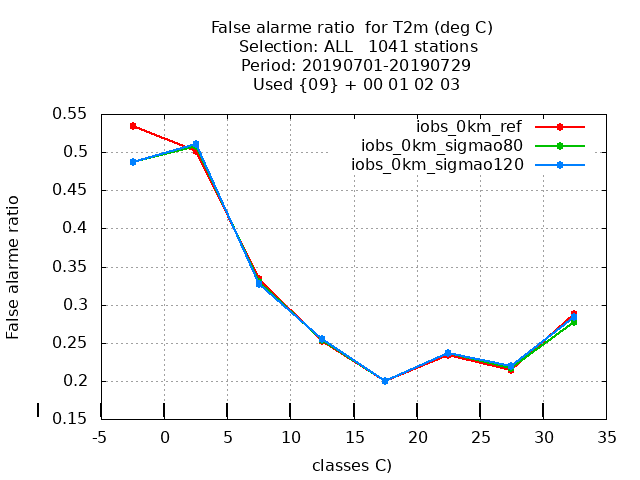 False alarme ratio  for T2m (deg C)
Selection: ALL   1041 stations
Period: 20190701-20190729
Used {09} + 00 01 02 03
iobs_0km_ref
iobs_0km_sigmao80
iobs_0km_sigmao120
False alarme ratio
0.55
0.5
0.45
0.4
0.35
0.3
0.25
0.2
0.15
-5 0 5 10 15 20 25 30 35
classes C)